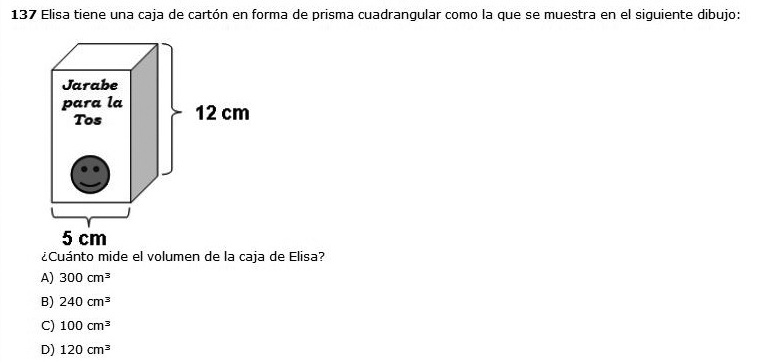 137 Elisa tiene una caja de cartón en forma de prisma cuadrangular como la que se muestra en el siguiente dibujo:
Jarabe
para la
Tos
12 cm
5 cm
¿Cuánto mide el volumen de la caja de Elisa?
A) 300 cm³
B) 240 cm³
C) 100 cm³
D) 120 cm³